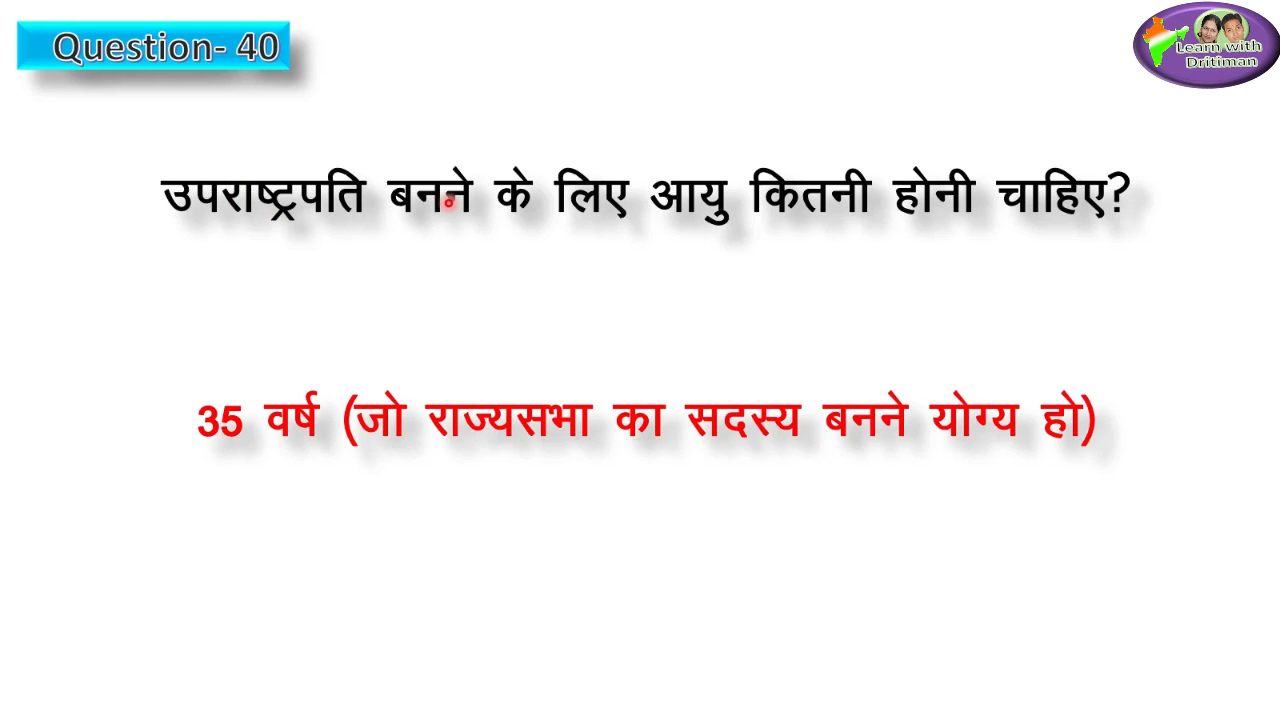 Question- 40
Learn with
Dritiman
उपराष्ट्रपति बनने के लिए आयु कितनी होनी चाहिए?
35 वर्ष (जो राज्यसभा का सदस्य बनने योग्य हो)